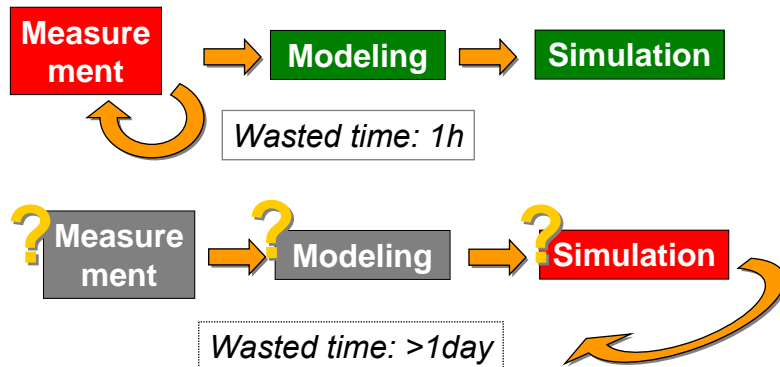 Measure
ment
Modeling
Simulation
Wasted time: 1h
?
Measure
ment
?
Modeling
?
Simulation
Wasted time: >1day